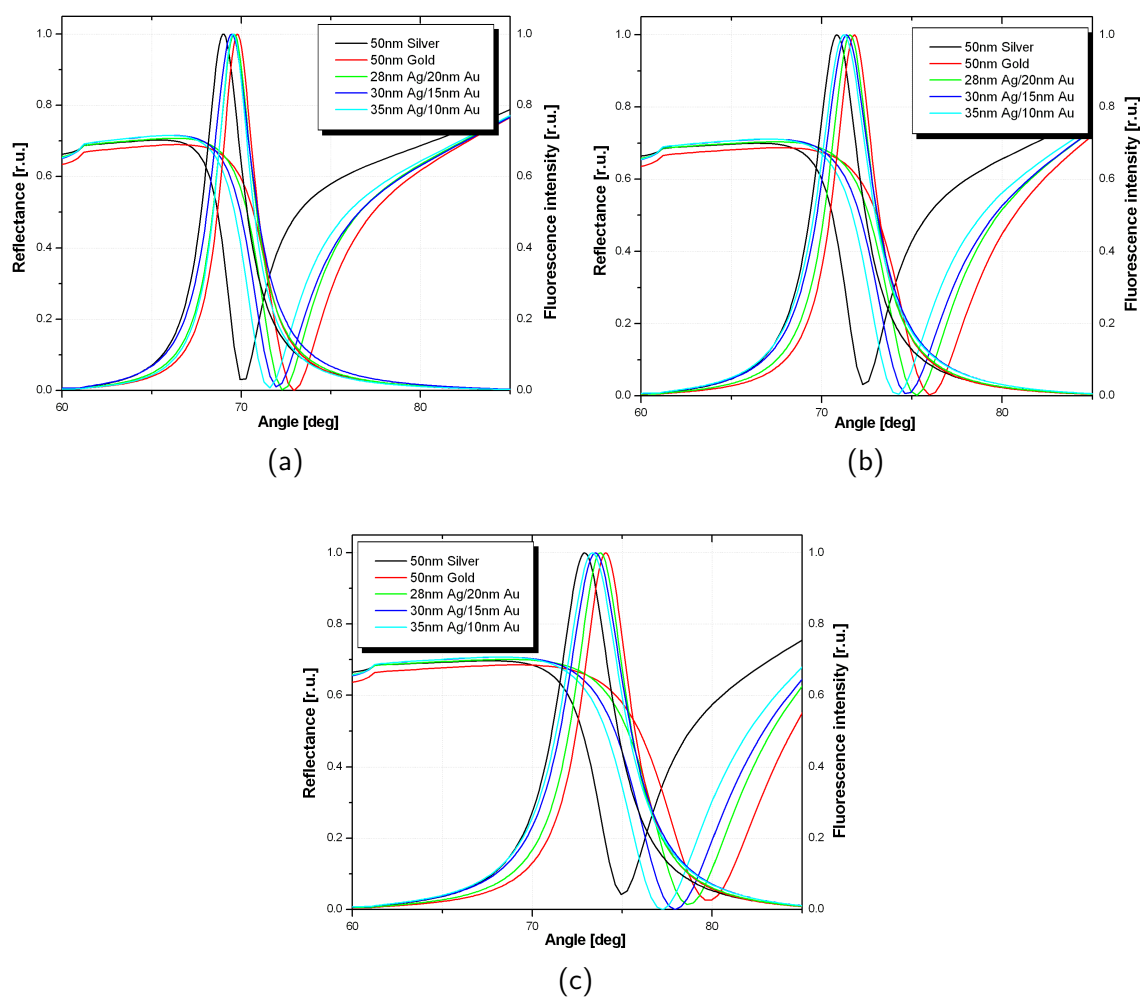 1.0
0.8
0.6
0.4
0.2
0.0
Reflectance [r.u.]
50nm Silver
50nm Gold
28nm Ag/20nm Au
30nm Ag/15nm Au
35nm Ag/10nm Au
1.0
0.8
0.6
0.4
0.2
0.0
Fluorescence intensity [r.u.]
60
70
80
Angle [deg]
(a)
1.0
0.8
0.6
0.4
0.2
0.0
Reflectance [r.u.]
50nm Silver
50nm Gold
28nm Ag/20nm Au
30nm Ag/15nm Au
35nm Ag/10nm Au
1.0
0.8
0.6
0.4
0.2
0.0
Fluorescence intensity [r.u.]
60
70
80
Angle [deg]
(b)
1.0
0.8
0.6
0.4
0.2
0.0
Reflectance [r.u.]
50nm Silver
50nm Gold
28nm Ag/20nm Au
30nm Ag/15nm Au
35nm Ag/10nm Au
1.0
0.8
0.6
0.4
0.2
0.0
Fluorescence intensity [r.u.]
60
70
80
Angle [deg]
(c)